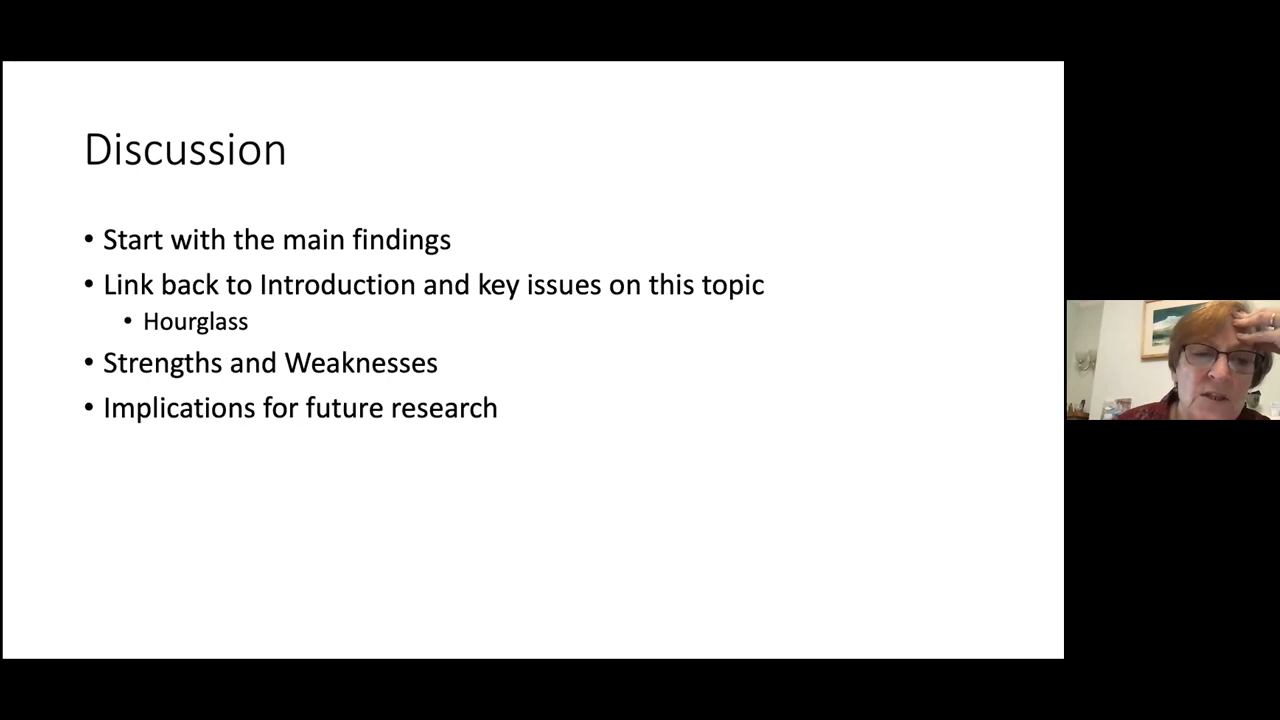 Discussion
• Start with the main findings
• Link back to Introduction and key issues on this topic
• Hourglass
• Strengths and Weaknesses
• Implications for future research